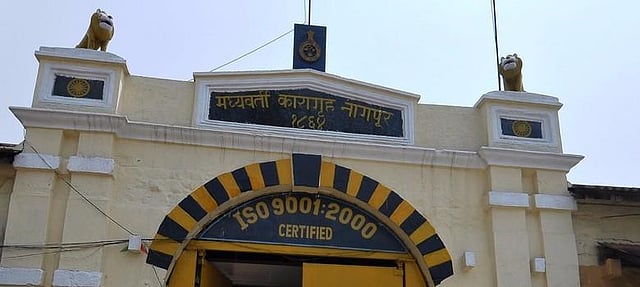 मध्यवर्ती कारागृह नागपूर
१८६४
ISO 9001:2000
CERTIFIED